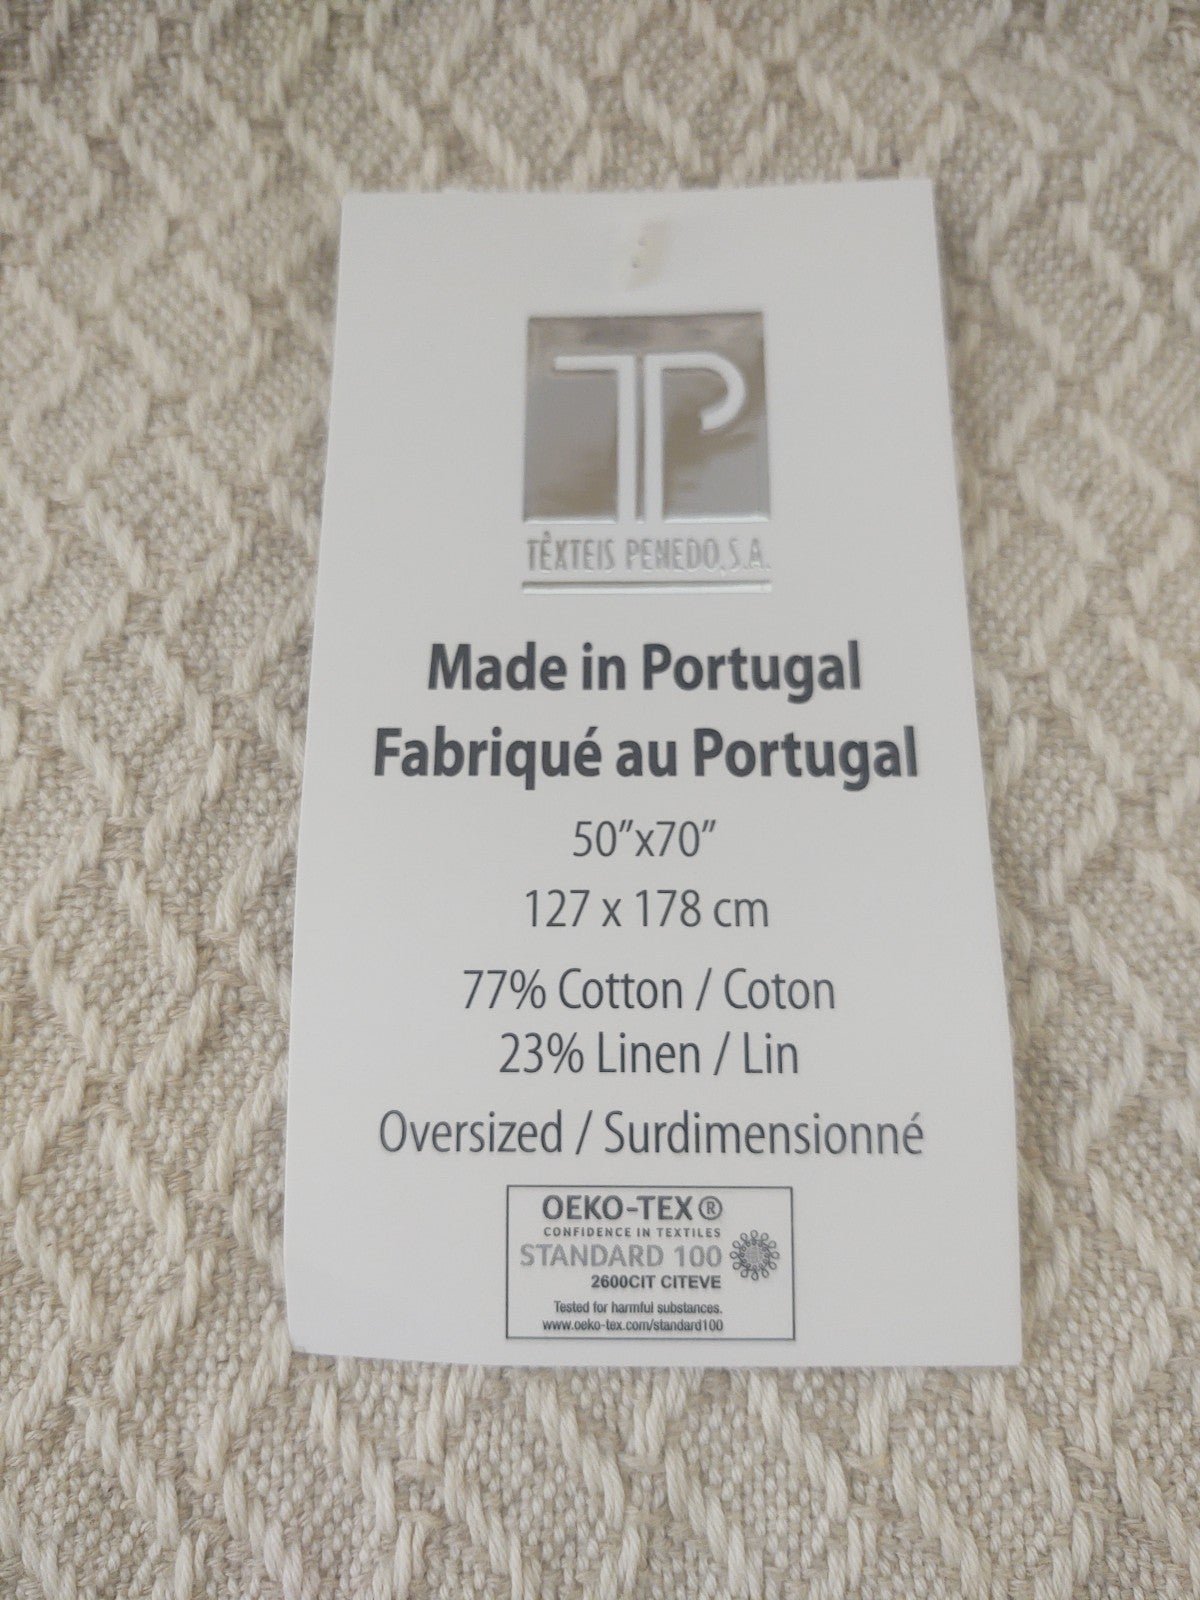 TP
TÊXTEIS PENEDO, S.A.
Made in Portugal
Fabriqué au Portugal
50”x70”
127 x 178 cm
77% Cotton / Coton
23% Linen / Lin
Oversized / Surdimensionné
OEKO-TEX®
CONFIDENCE IN TEXTILES
STANDARD 100
2600CIT CITEVE
Tested for harmful substances.
www.oeko-tex.com/standard100